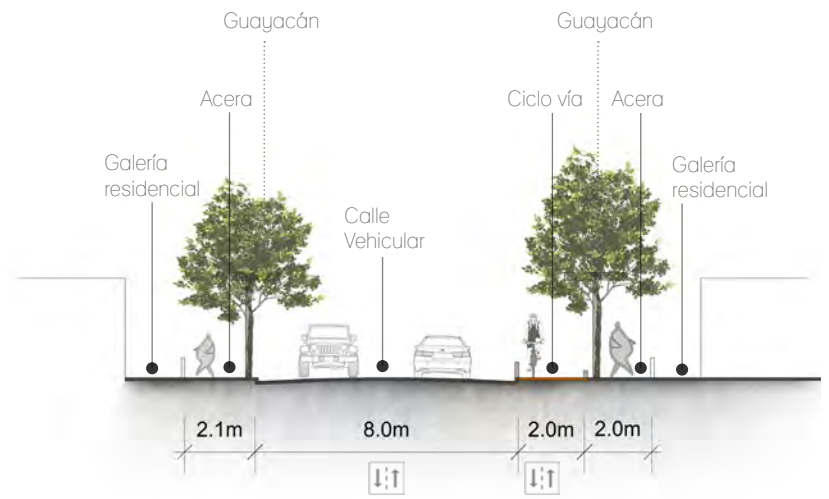 Guayacán
Guayacán
Acera
Ciclo vía
Acera
Galería
residencial
Galería
residencial
Calle
Vehicular
2.1m
8.0m
2.0m
2.0m